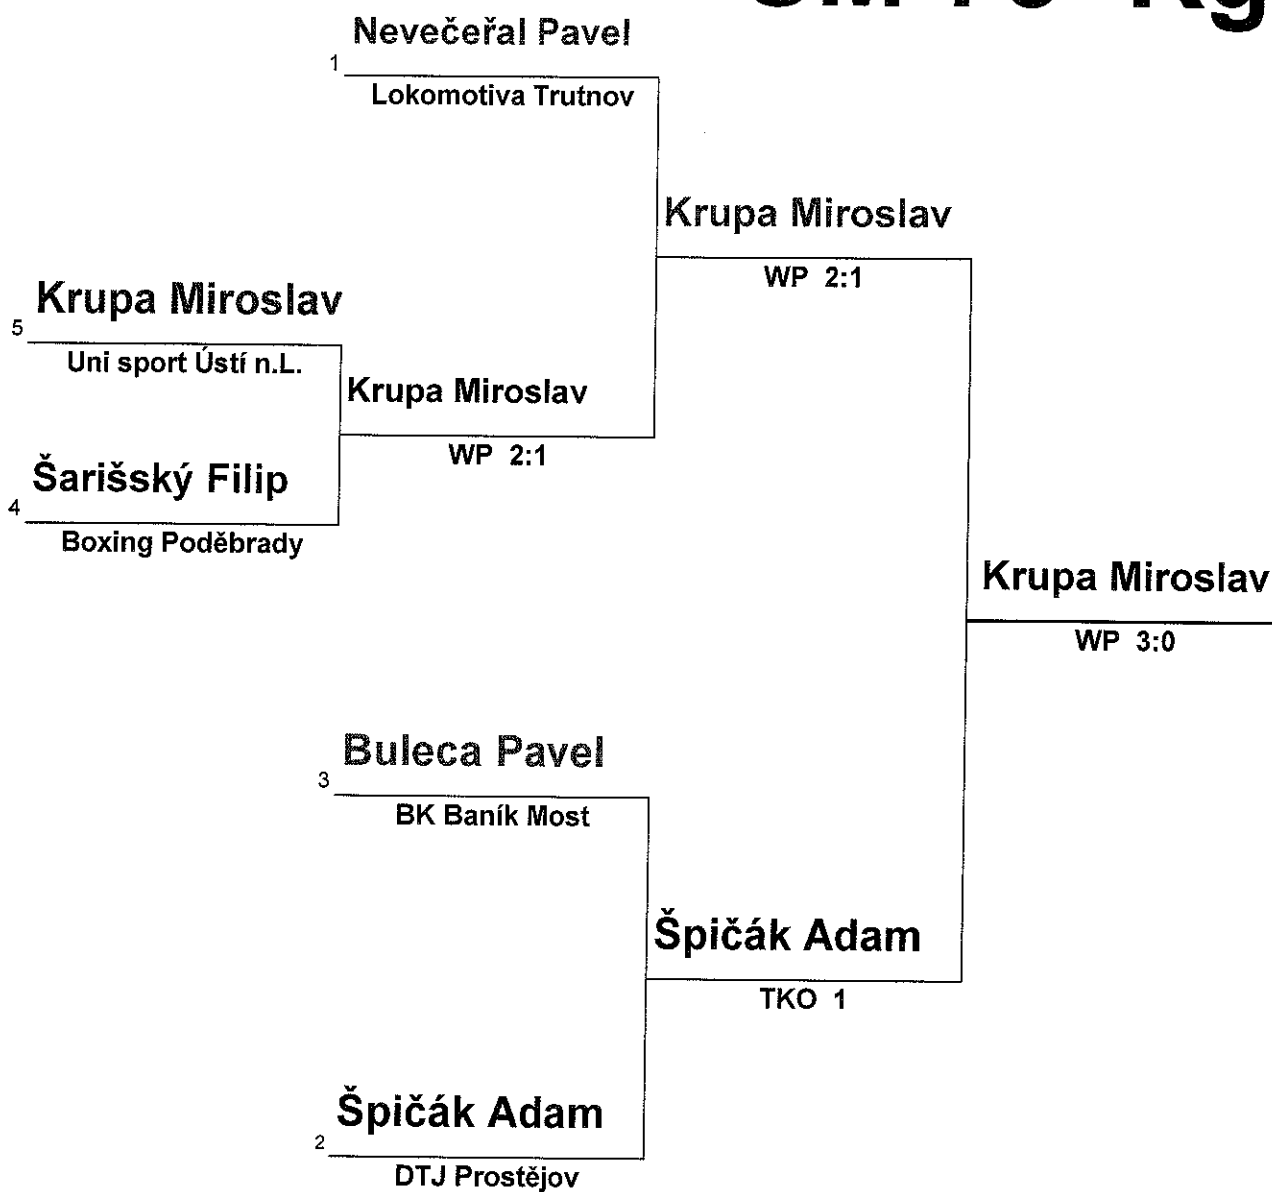 Nevečeřal Pavel
1
Lokomotiva Trutnov
Krupa Miroslav
WP 2:1
Krupa Miroslav
5
Uni sport Ústí n.L.
Krupa Miroslav
WP 2:1
Šarišský Filip
4
Boxing Poděbrady
Krupa Miroslav
WP 3:0
Buleca Pavel
3
BK Baník Most
Špičák Adam
TKO 1
Špičák Adam
2
DTJ Prostějov